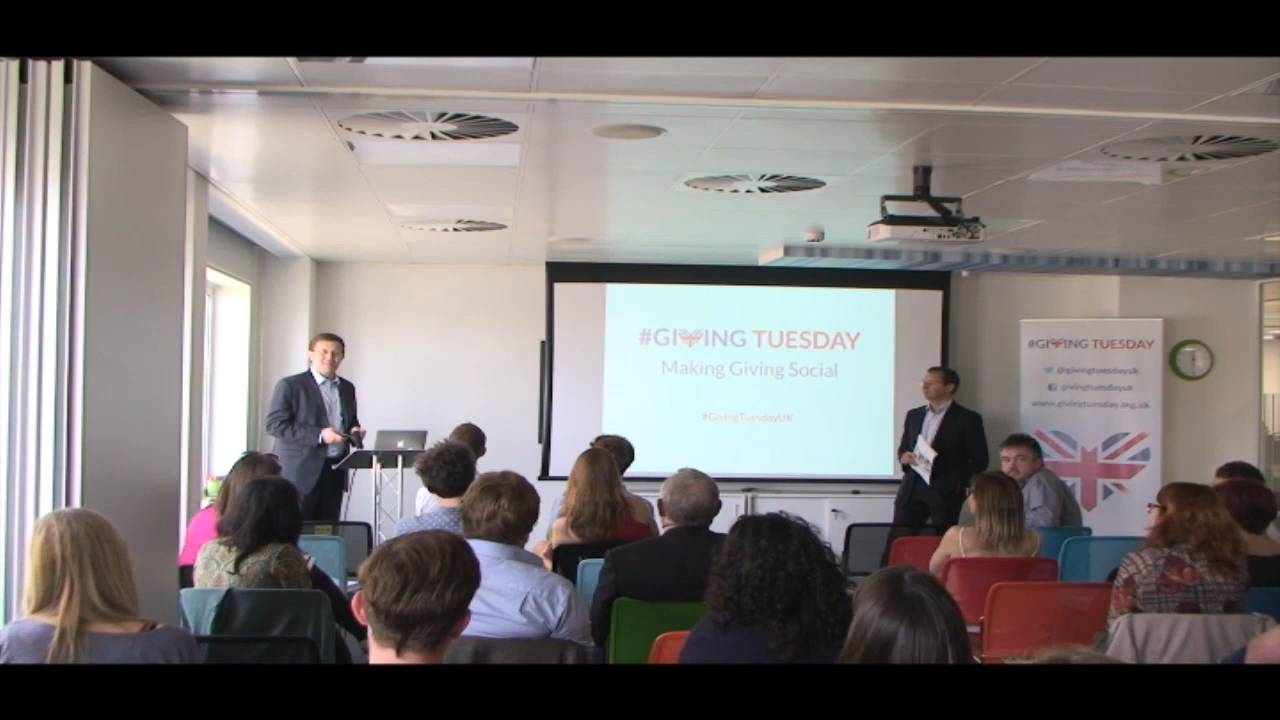 #GIVING TUESDAY
Making Giving Social
#GivingTuesdayUK
#GIVING TUESDAY
@givingtuesdayuk
givingtuesdayuk
www.givingtuesday.org.uk